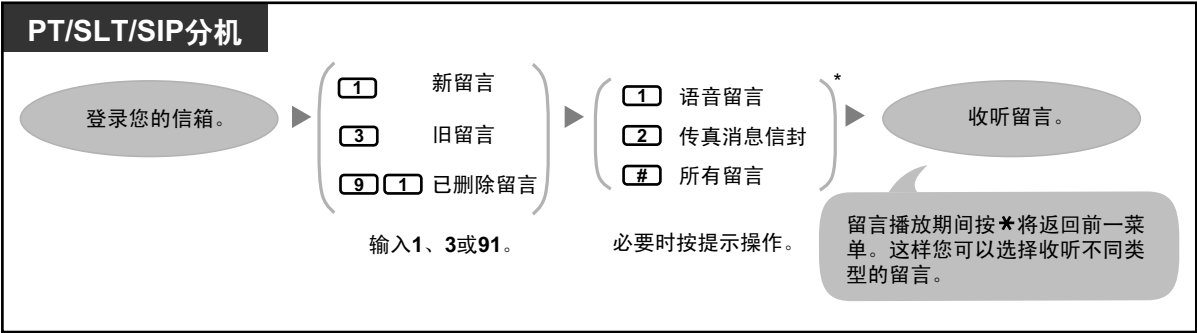 PT/SLT/SIP分机
登录您的信箱。
1 新留言
3 旧留言
9 1 已删除留言
输入1、3或91。
*
1 语音留言
2 传真消息信封
# 所有留言
必要时按提示操作。
收听留言。
留言播放期间按*将返回前一菜
单。这样您可以选择收听不同类
型的留言。